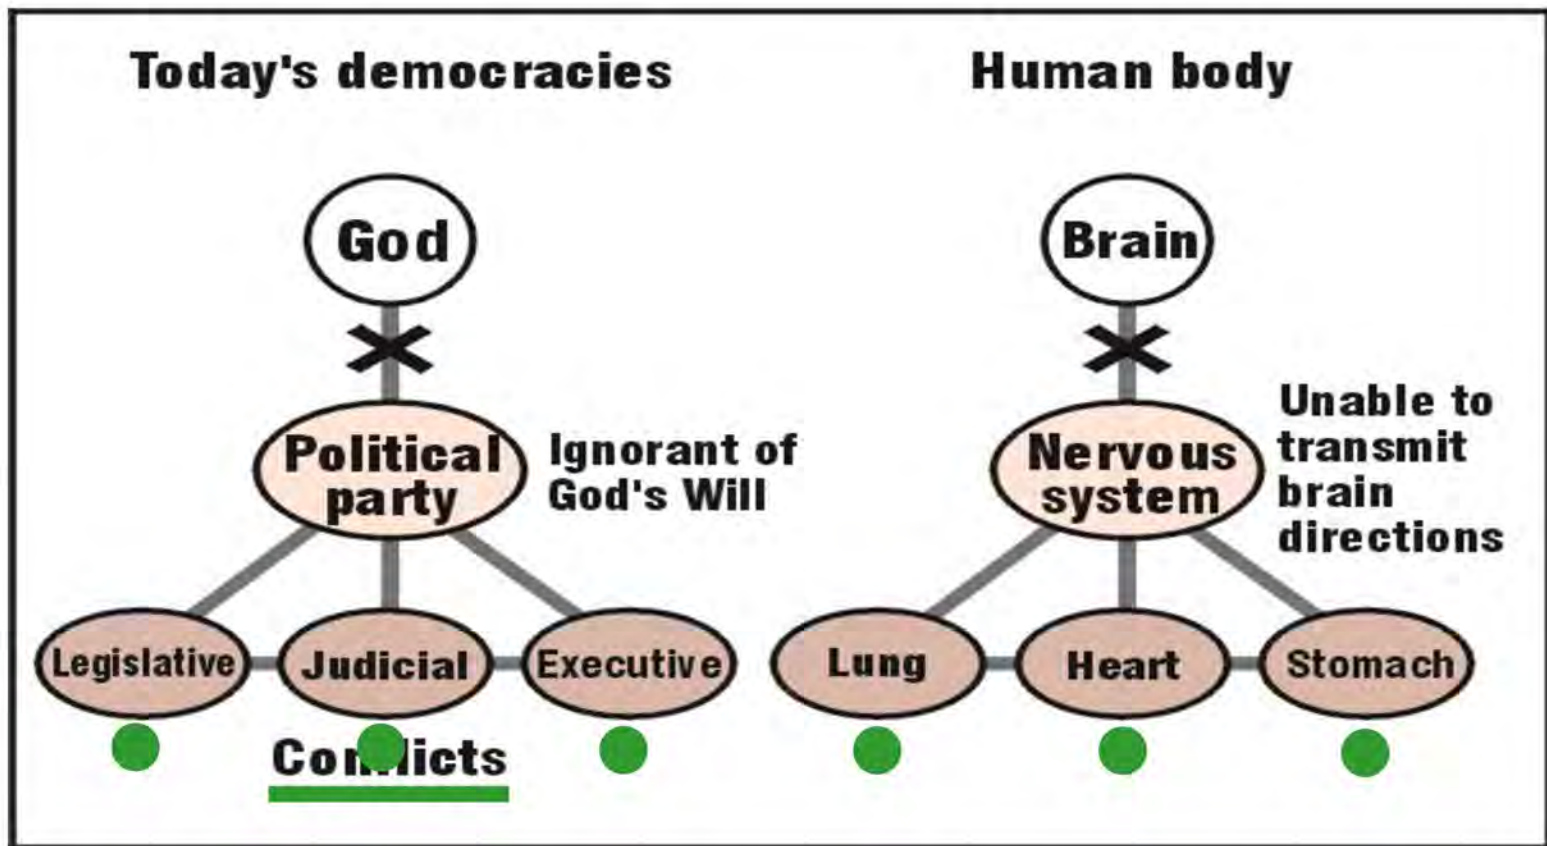 Today's democracies
Human body
God
Brain
Political
party
Ignorant of
God's Will
Nervous
system
Unable to
transmit
brain
directions
Legislative
Judicial
Executive
Lung
Heart
Stomach